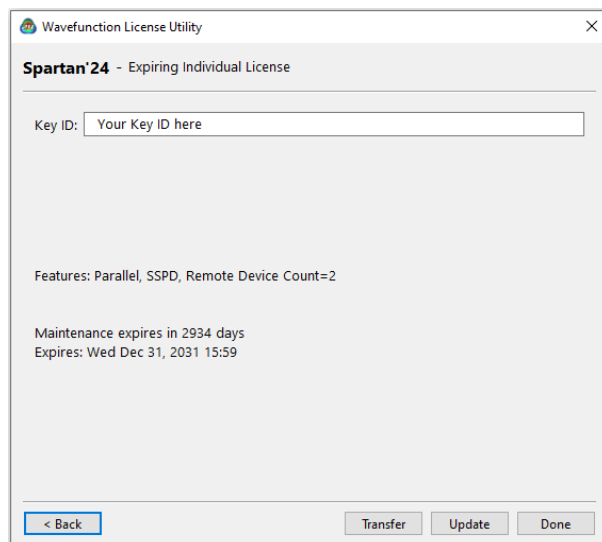 Wavefunction License Utility
Spartan'24 - Expiring Individual License
Key ID: Your Key ID here
Features: Parallel, SSPD, Remote Device Count=2
Maintenance expires in 2934 days
Expires: Wed Dec 31, 2031 15:59
< Back Transfer Update Done